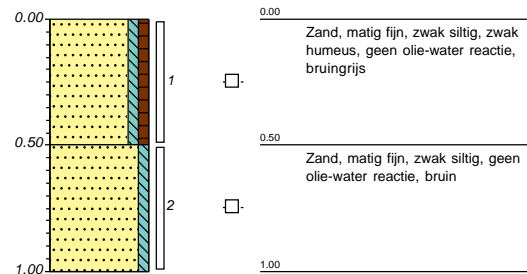 0.00
0.00
Zand, matig fijn, zwak siltig, zwak
humeus, geen olie-water reactie,
bruingrijs
1
0.50
0.50
Zand, matig fijn, zwak siltig, geen
olie-water reactie, bruin
2
1.00
1.00